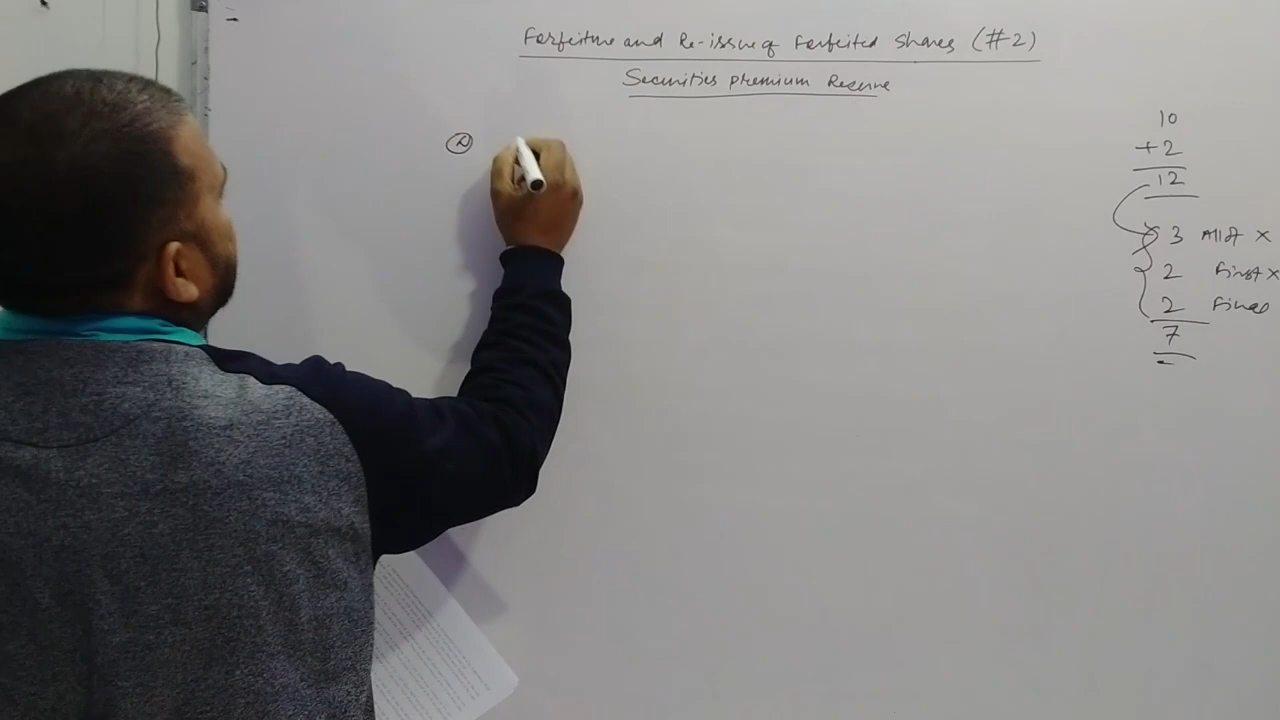 Forfeiture and Re-issue of Forfeited Shares (#2)
Securities premium Reserve
10
+2
12
3 Allot X
2 First X
2 Final
7